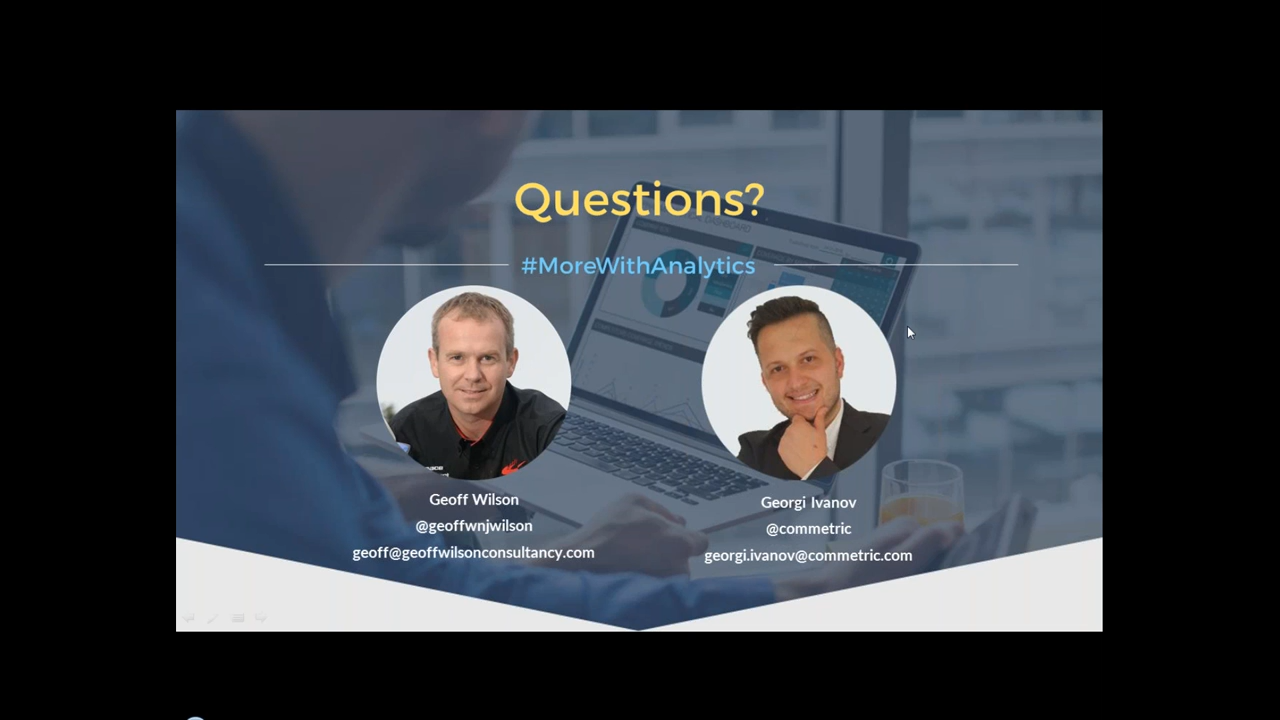 Questions?
#MoreWithAnalytics
Geoff Wilson
@geoffwnjwilson
geoff@geoffwilsonconsultancy.com
Georgi Ivanov
@commetric
georgi.ivanov@commetric.com